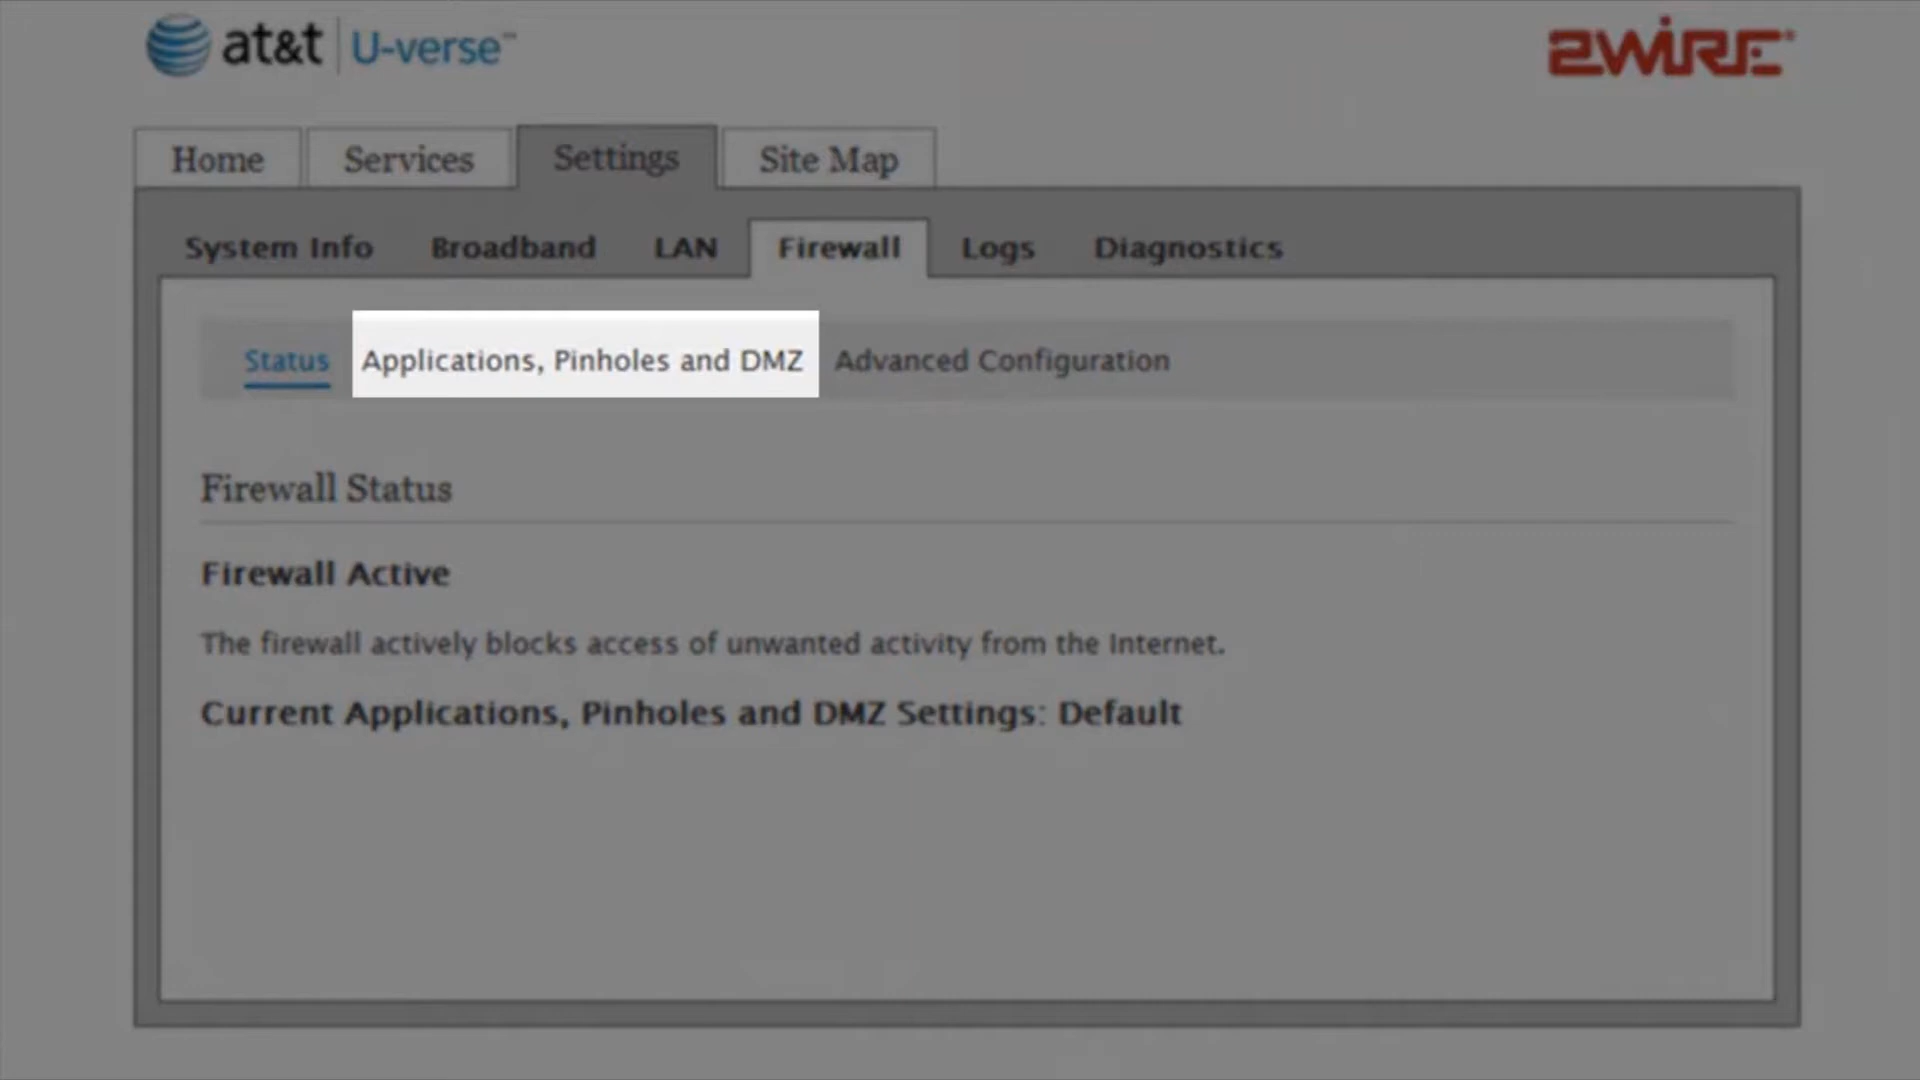 at&t U-verse™
2WIRE®
Home Services Settings Site Map
System Info Broadband LAN Firewall Logs Diagnostics
Status Applications, Pinholes and DMZ Advanced Configuration
Firewall Status
Firewall Active
The firewall actively blocks access of unwanted activity from the Internet.
Current Applications, Pinholes and DMZ Settings: Default